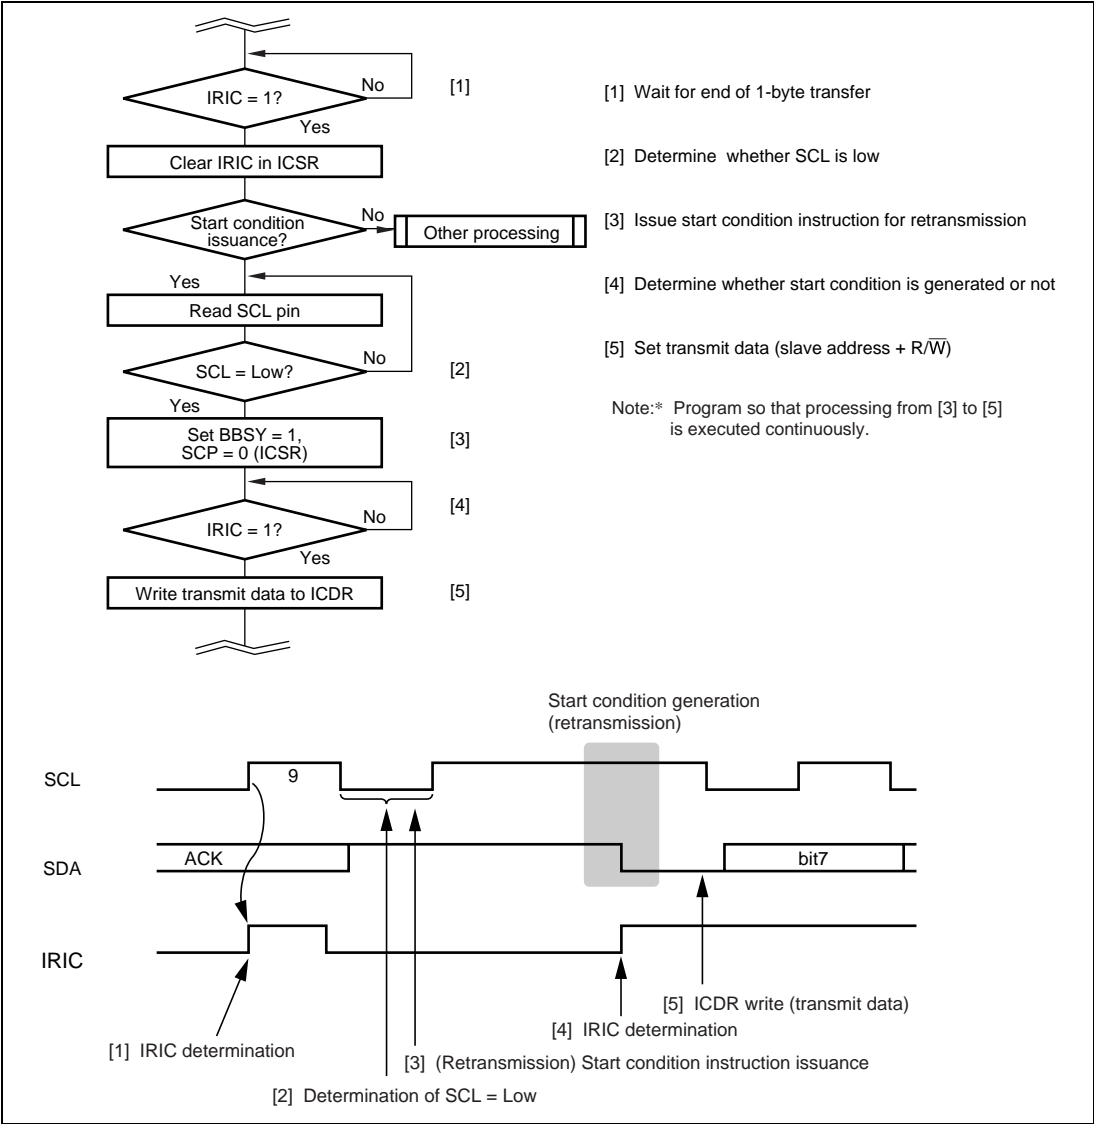 IRIC = 1?
No
[1]
Yes
Clear IRIC in ICSR
Start condition
issuance?
No
Other processing
Yes
Read SCL pin
SCL = Low?
No
[2]
Yes
Set BBSY = 1,
SCP = 0 (ICSR)
[3]
IRIC = 1?
No
[4]
Yes
Write transmit data to ICDR
[5]
[1] Wait for end of 1-byte transfer
[2] Determine whether SCL is low
[3] Issue start condition instruction for retransmission
[4] Determine whether start condition is generated or not
[5] Set transmit data (slave address + R/W̅)
Note:* Program so that processing from [3] to [5]
is executed continuously.
Start condition generation
(retransmission)
SCL
9
SDA
ACK
bit7
IRIC
[5] ICDR write (transmit data)
[4] IRIC determination
[1] IRIC determination
[3] (Retransmission) Start condition instruction issuance
[2] Determination of SCL = Low